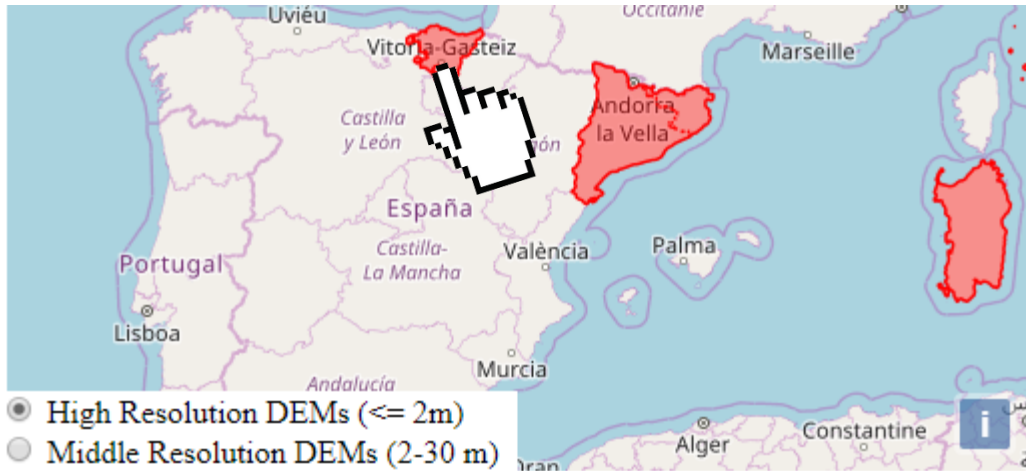 Uviéu
Occitanie
Vitoria-Gasteiz
Marseille
Andorra
la Vella
Castilla
y León
España
Castilla-
La Mancha
València
Palma
Portugal
Lisboa
Murcia
Andalucía
High Resolution DEMs (<= 2m)
Middle Resolution DEMs (2-30 m)
Alger
Constantine
i